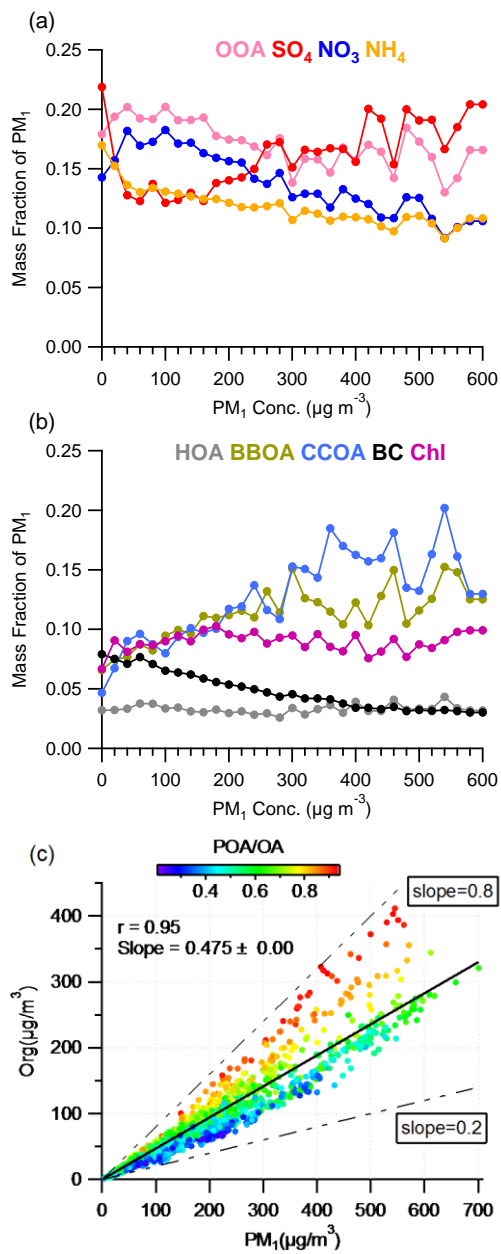 (a)
OOA SO4 NO3 NH4
Mass Fraction of PM1
0.25
0.20
0.15
0.10
0.05
0.00
0 100 200 300 400 500 600
PM1 Conc. (µg m-3)
(b)
HOA BBOA CCOA BC Chl
Mass Fraction of PM1
0.25
0.20
0.15
0.10
0.05
0.00
0 100 200 300 400 500 600
PM1 Conc. (µg m-3)
(c)
POA/OA
0.4 0.6 0.8
slope=0.8
r = 0.95
Slope = 0.475 ± 0.00
Org(µg/m3)
400
300
200
100
0
slope=0.2
0 100 200 300 400 500 600 700
PM1(µg/m3)